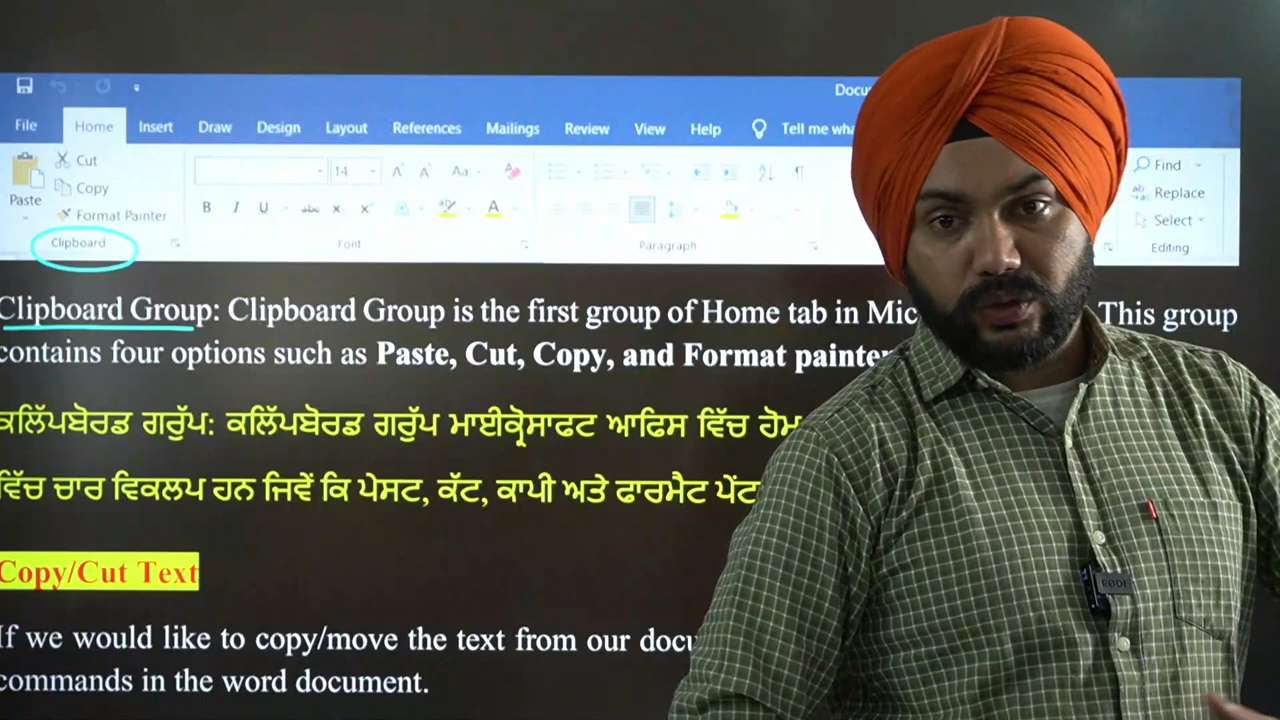 Docu
File Home Insert Draw Design Layout References Mailings Review View Help Tell me wha
Paste
Cut
Copy
Format Painter
Clipboard
14
Aa
B I U abc X X A
Font
Paragraph
Find
Replace
Select
Editing
Clipboard Group: Clipboard Group is the first group of Home tab in Mic This group
contains four options such as Paste, Cut, Copy, and Format painter
ਕਲਿੱਪਬੋਰਡ ਗਰੁੱਪ: ਕਲਿੱਪਬੋਰਡ ਗਰੁੱਪ ਮਾਈਕ੍ਰੋਸਾਫਟ ਆਫਿਸ ਵਿੱਚ ਹੋਮ
ਵਿੱਚ ਚਾਰ ਵਿਕਲਪ ਹਨ ਜਿਵੇਂ ਕਿ ਪੇਸਟ, ਕੱਟ, ਕਾਪੀ ਅਤੇ ਫਾਰਮੈਟ ਪੇਂਟ
Copy/Cut Text
If we would like to copy/move the text from our docu
commands in the word document.
RØDE